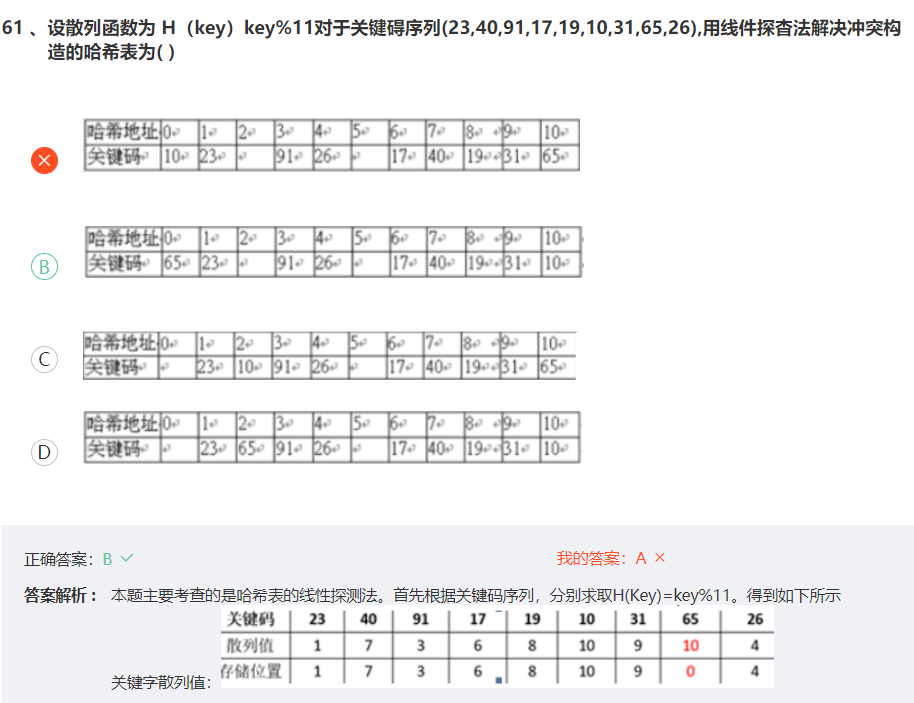 61 、设散列函数为 H（key）key%11对于关键碍序列(23,40,91,17,19,10,31,65,26),用线件探杳法解决冲突构
造的哈希表为( )
哈希地址 0 1 2 3 4 5 6 7 8 9 10
关键码 10 23 91 26 17 40 19 31 65
哈希地址 0 1 2 3 4 5 6 7 8 9 10
B 关键码 65 23 91 26 17 40 19 31 10
哈希地址 0 1 2 3 4 5 6 7 8 9 10
C 关键码 23 10 91 26 17 40 19 31 65
哈希地址 0 1 2 3 4 5 6 7 8 9 10
D 关键码 23 65 91 26 17 40 19 31 10
正确答案： B 我的答案： A ×
答案解析： 本题主要考查的是哈希表的线性探测法。首先根据关键码序列，分别求取H(Key)=key%11。得到如下所示
关键码 23 40 91 17 19 10 31 65 26
散列值 1 7 3 6 8 10 9 10 4
存储位置 1 7 3 6 8 10 9 0 4
关键字散列值：